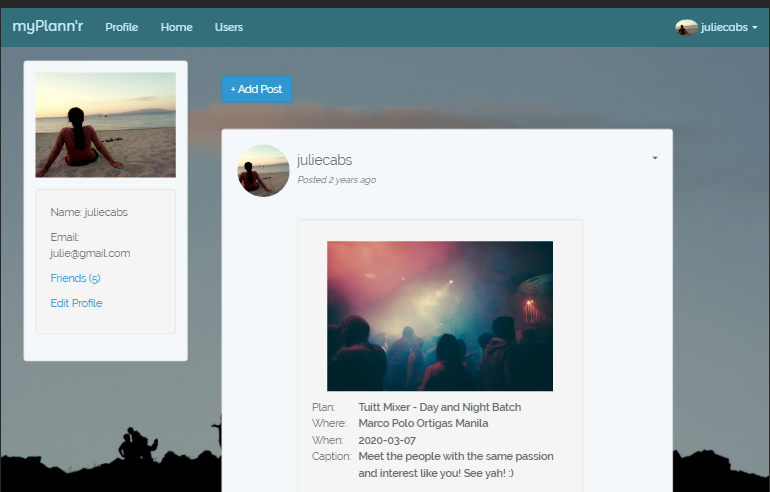 myPlann'r Profile Home Users juliecabs
Name: juliecabs
Email:
julie@gmail.com
Friends (5)
Edit Profile
+ Add Post
juliecabs
Posted 2 years ago
Plan: Tuitt Mixer - Day and Night Batch
Where: Marco Polo Ortigas Manila
When: 2020-03-07
Caption: Meet the people with the same passion
and interest like you! See yah! :)